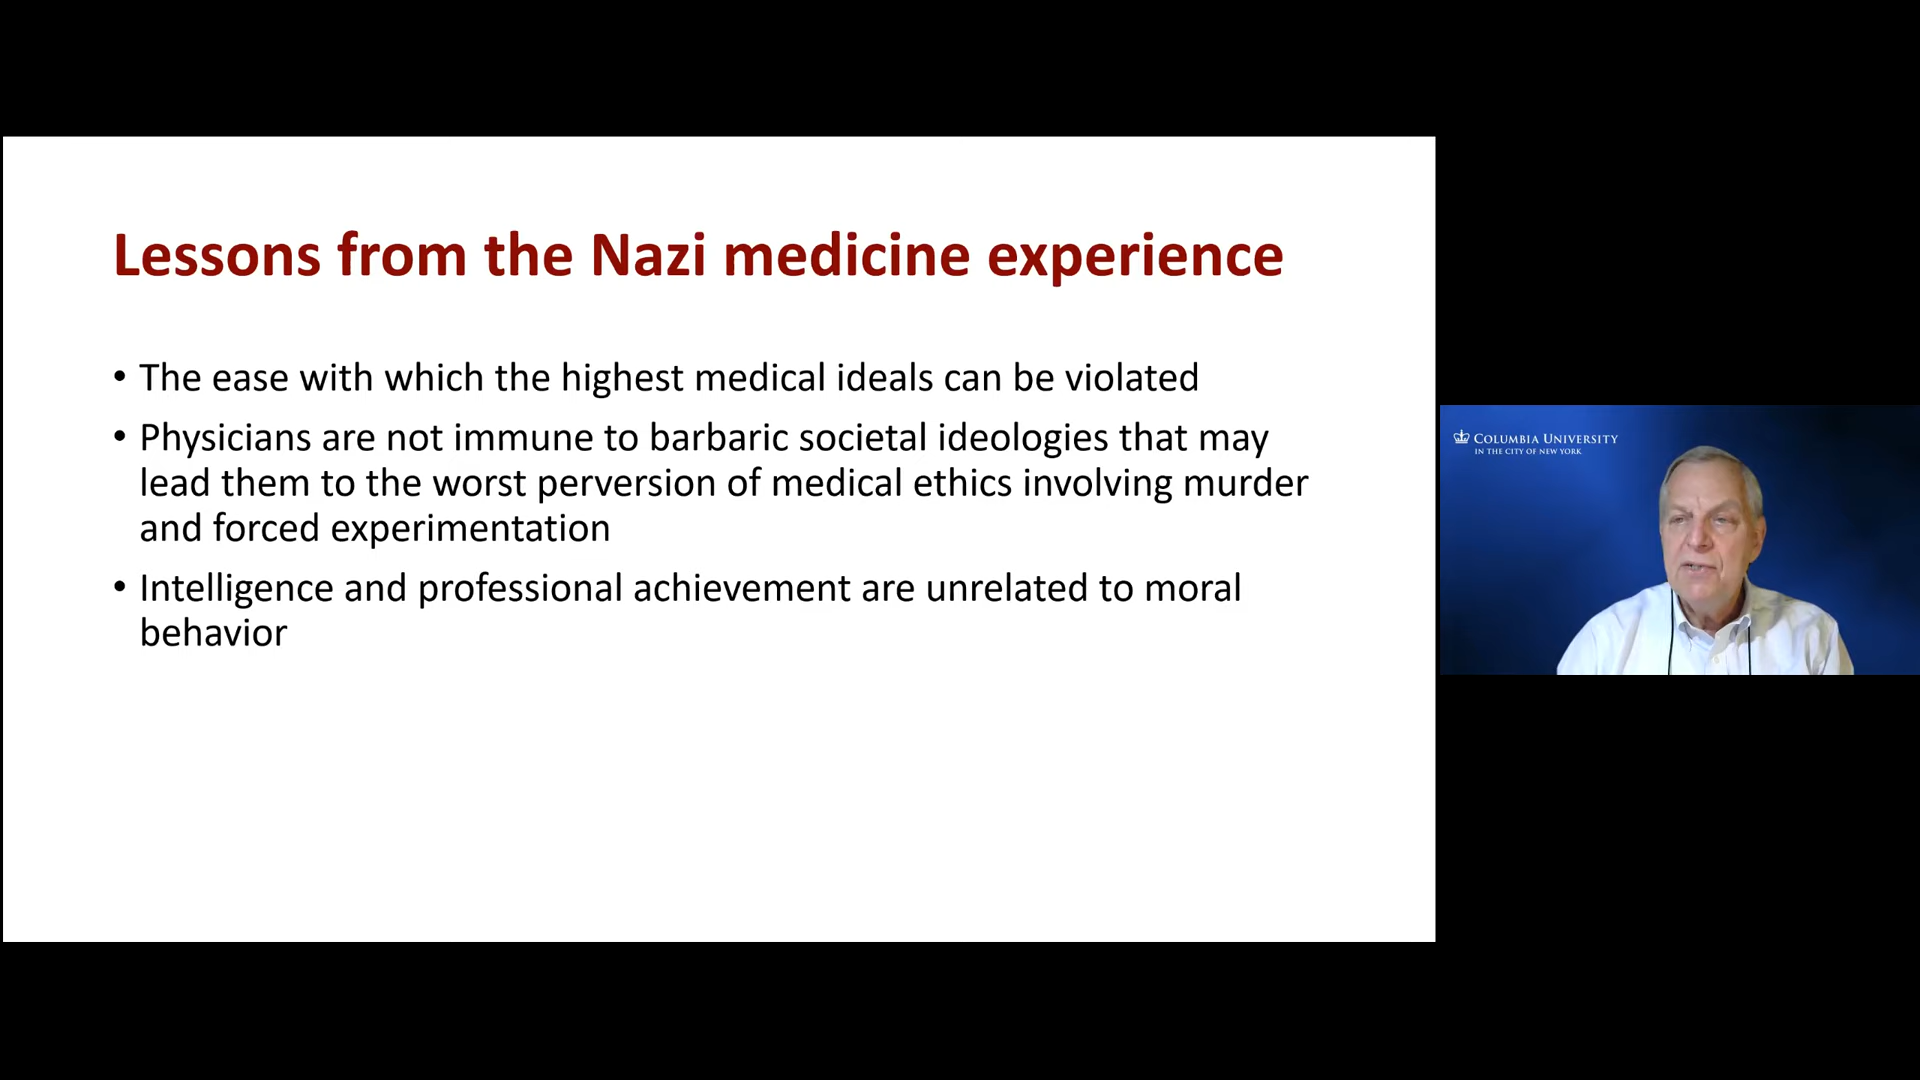 Lessons from the Nazi medicine experience
• The ease with which the highest medical ideals can be violated
• Physicians are not immune to barbaric societal ideologies that may
lead them to the worst perversion of medical ethics involving murder
and forced experimentation
• Intelligence and professional achievement are unrelated to moral
behavior
COLUMBIA UNIVERSITY
IN THE CITY OF NEW YORK